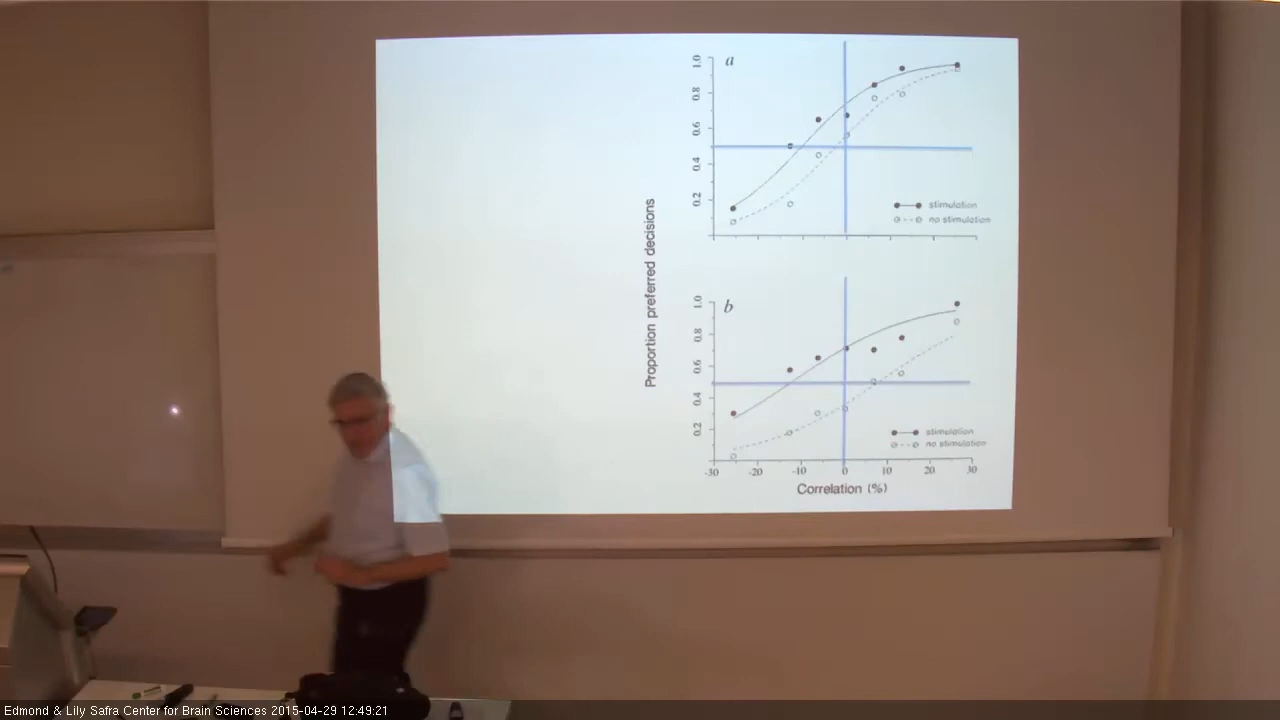 a
1.0
0.8
0.6
0.4
0.2
stimulation
no stimulation
Proportion preferred decisions
b
1.0
0.8
0.6
0.4
0.2
stimulation
no stimulation
-30 -20 -10 0 10 20 30
Correlation (%)
Edmond & Lily Safra Center for Brain Sciences 2015-04-29 12:49:21